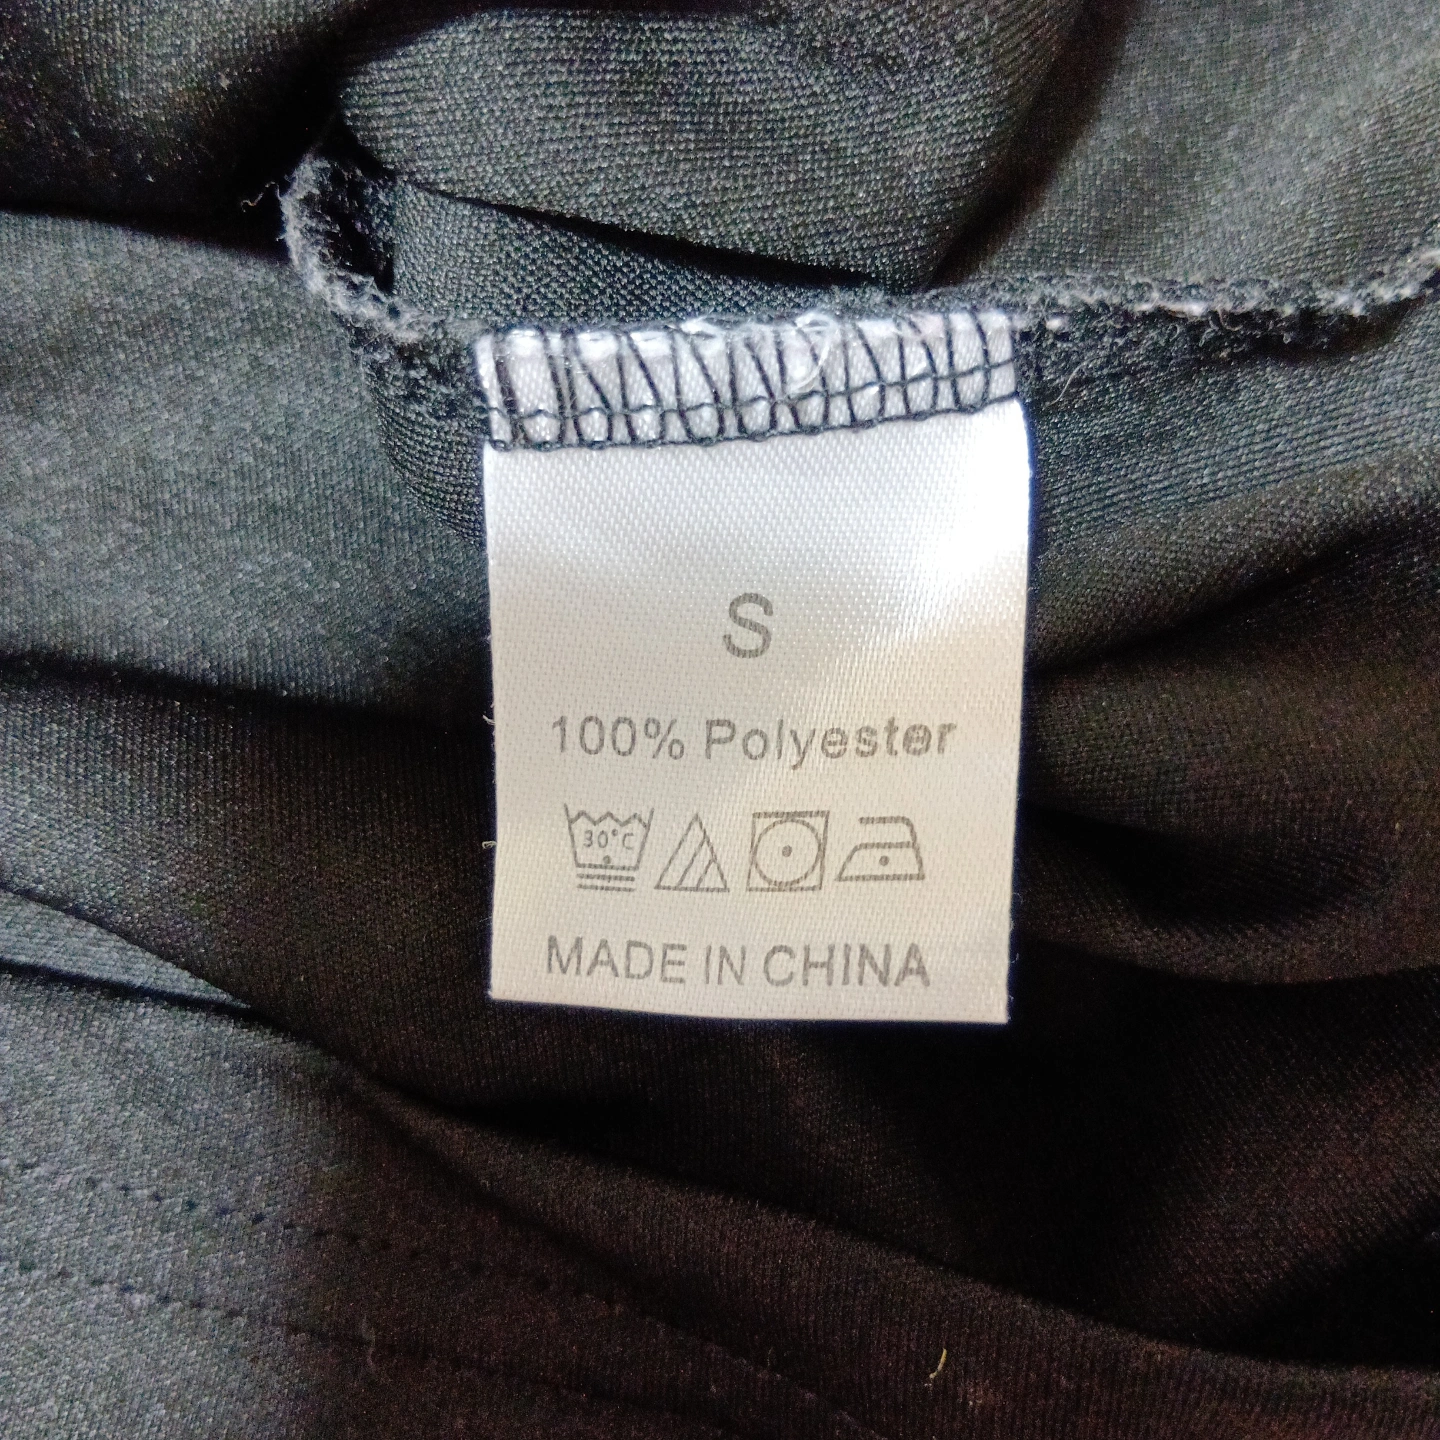 S
100% Polyester
30°C
MADE IN CHINA